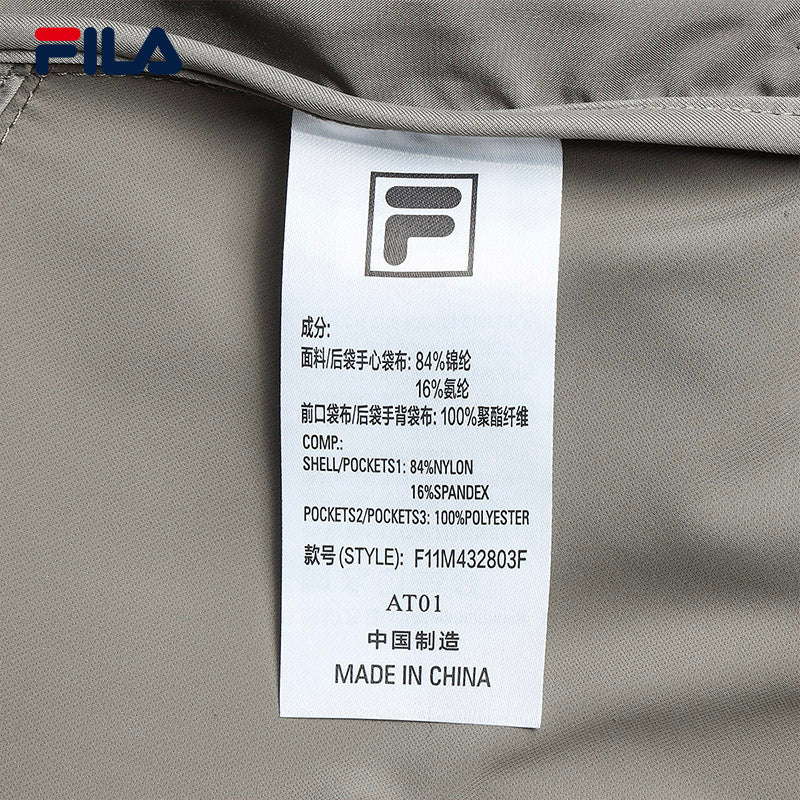 FILA
F
成分:
面料/后袋手心袋布: 84%锦纶
16%氨纶
前口袋布/后袋手背袋布: 100%聚酯纤维
COMP.:
SHELL/POCKETS1: 84%NYLON
16%SPANDEX
POCKETS2/POCKETS3: 100%POLYESTER
款号(STYLE): F11M432803F
AT01
中国制造
MADE IN CHINA